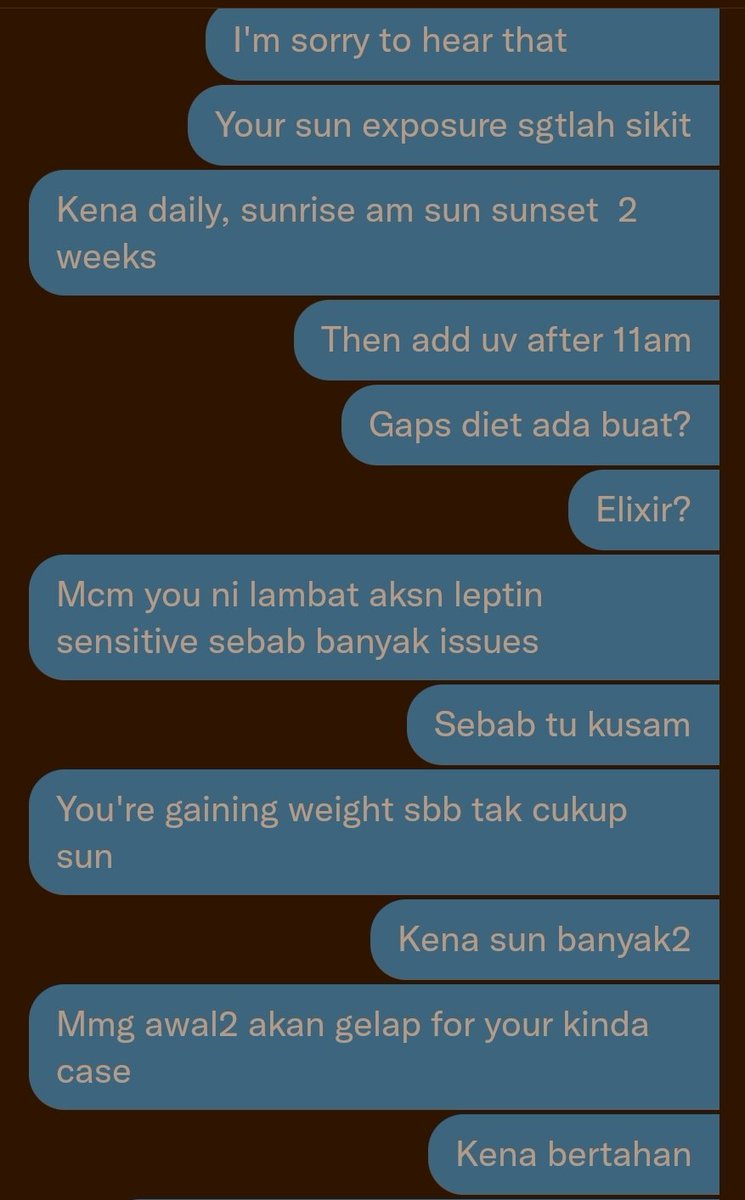 I'm sorry to hear that
Your sun exposure sgtlah sikit
Kena daily, sunrise am sun sunset  2
weeks
Then add uv after 11am
Gaps diet ada buat?
Elixir?
Mcm you ni lambat aksn leptin
sensitive sebab banyak issues
Sebab tu kusam
You're gaining weight sbb tak cukup
sun
Kena sun banyak2
Mmg awal2 akan gelap for your kinda
case
Kena bertahan